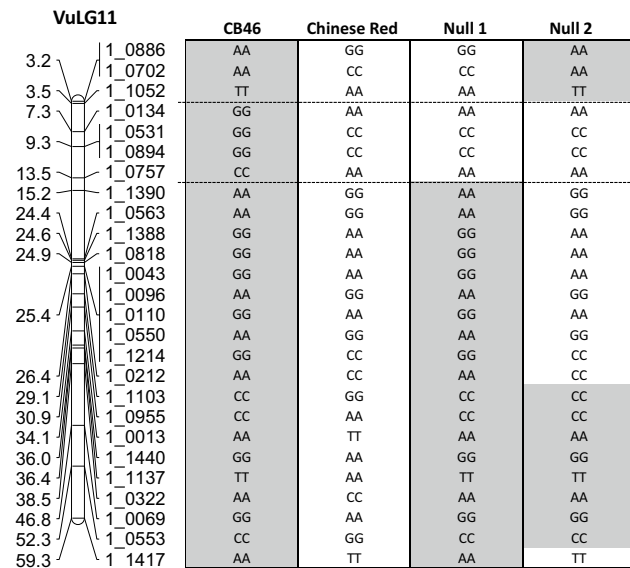 VuLG11
CB46 Chinese Red Null 1 Null 2
3.2 1_0886 AA GG GG AA
1_0702 AA CC CC AA
3.5 1_1052 TT AA AA TT
7.3 1_0134 GG AA AA AA
9.3 1_0531 GG CC CC CC
1_0894 GG CC CC CC
13.5 1_0757 CC AA AA AA
15.2 1_1390 AA GG AA GG
24.4 1_0563 AA GG AA GG
24.6 1_1388 GG AA GG AA
24.9 1_0818 GG AA GG AA
1_0043 GG AA GG AA
1_0096 AA GG AA GG
25.4 1_0110 GG AA GG AA
1_0550 AA GG AA GG
1_1214 GG CC GG CC
26.4 1_0212 AA CC AA CC
29.1 1_1103 CC GG CC CC
30.9 1_0955 CC AA CC CC
34.1 1_0013 AA TT AA AA
36.0 1_1440 GG AA GG GG
36.4 1_1137 TT AA TT TT
38.5 1_0322 AA CC AA AA
46.8 1_0069 GG AA GG GG
52.3 1_0553 CC GG CC CC
59.3 1_1417 AA TT AA TT